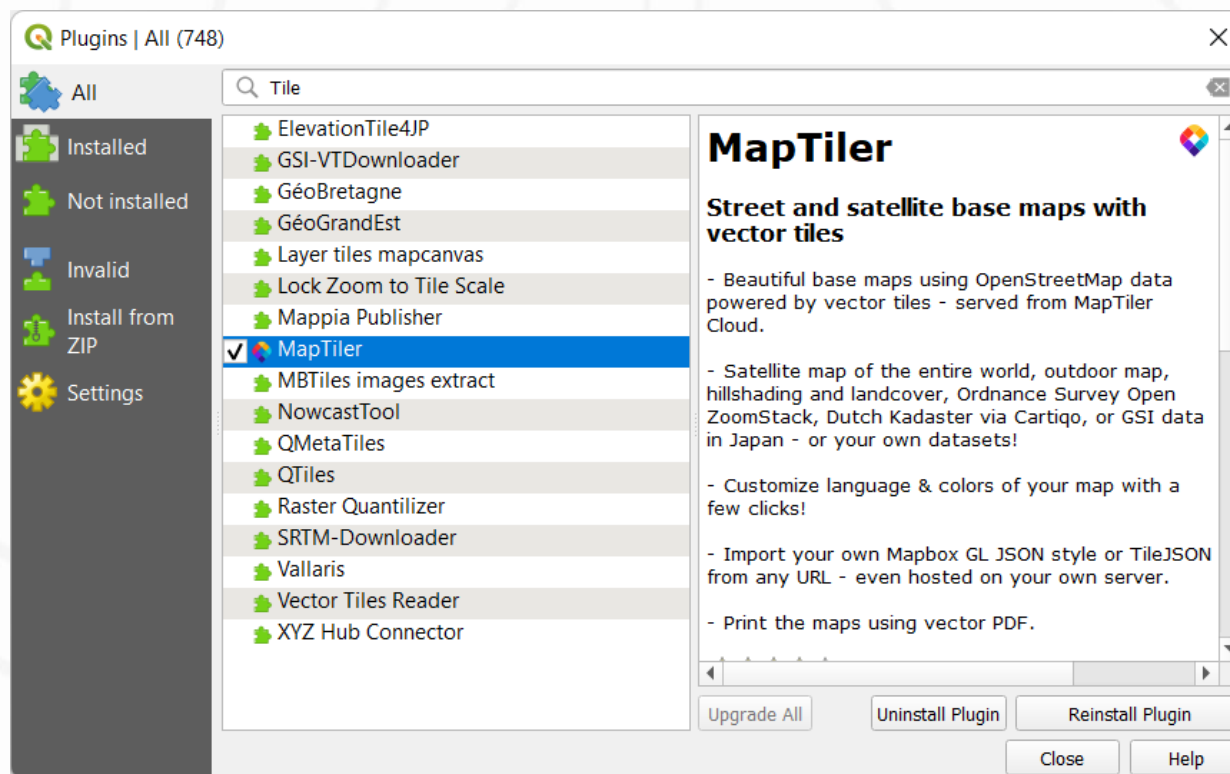 Plugins | All (748)
All
Installed
Not installed
Invalid
Install from
ZIP
Settings
Tile
ElevationTile4JP
GSI-VTDownloader
GéoBretagne
GéoGrandEst
Layer tiles mapcanvas
Lock Zoom to Tile Scale
Mappia Publisher
MapTiler
MBTiles images extract
NowcastTool
QMetaTiles
QTiles
Raster Quantilizer
SRTM-Downloader
Vallaris
Vector Tiles Reader
XYZ Hub Connector
MapTiler
Street and satellite base maps with
vector tiles
- Beautiful base maps using OpenStreetMap data
powered by vector tiles - served from MapTiler
Cloud.
- Satellite map of the entire world, outdoor map,
hillshading and landcover, Ordnance Survey Open
ZoomStack, Dutch Kadaster via Cartiqo, or GSI data
in Japan - or your own datasets!
- Customize language & colors of your map with a
few clicks!
- Import your own Mapbox GL JSON style or TileJSON
from any URL - even hosted on your own server.
- Print the maps using vector PDF.
Upgrade All
Uninstall Plugin
Reinstall Plugin
Close
Help